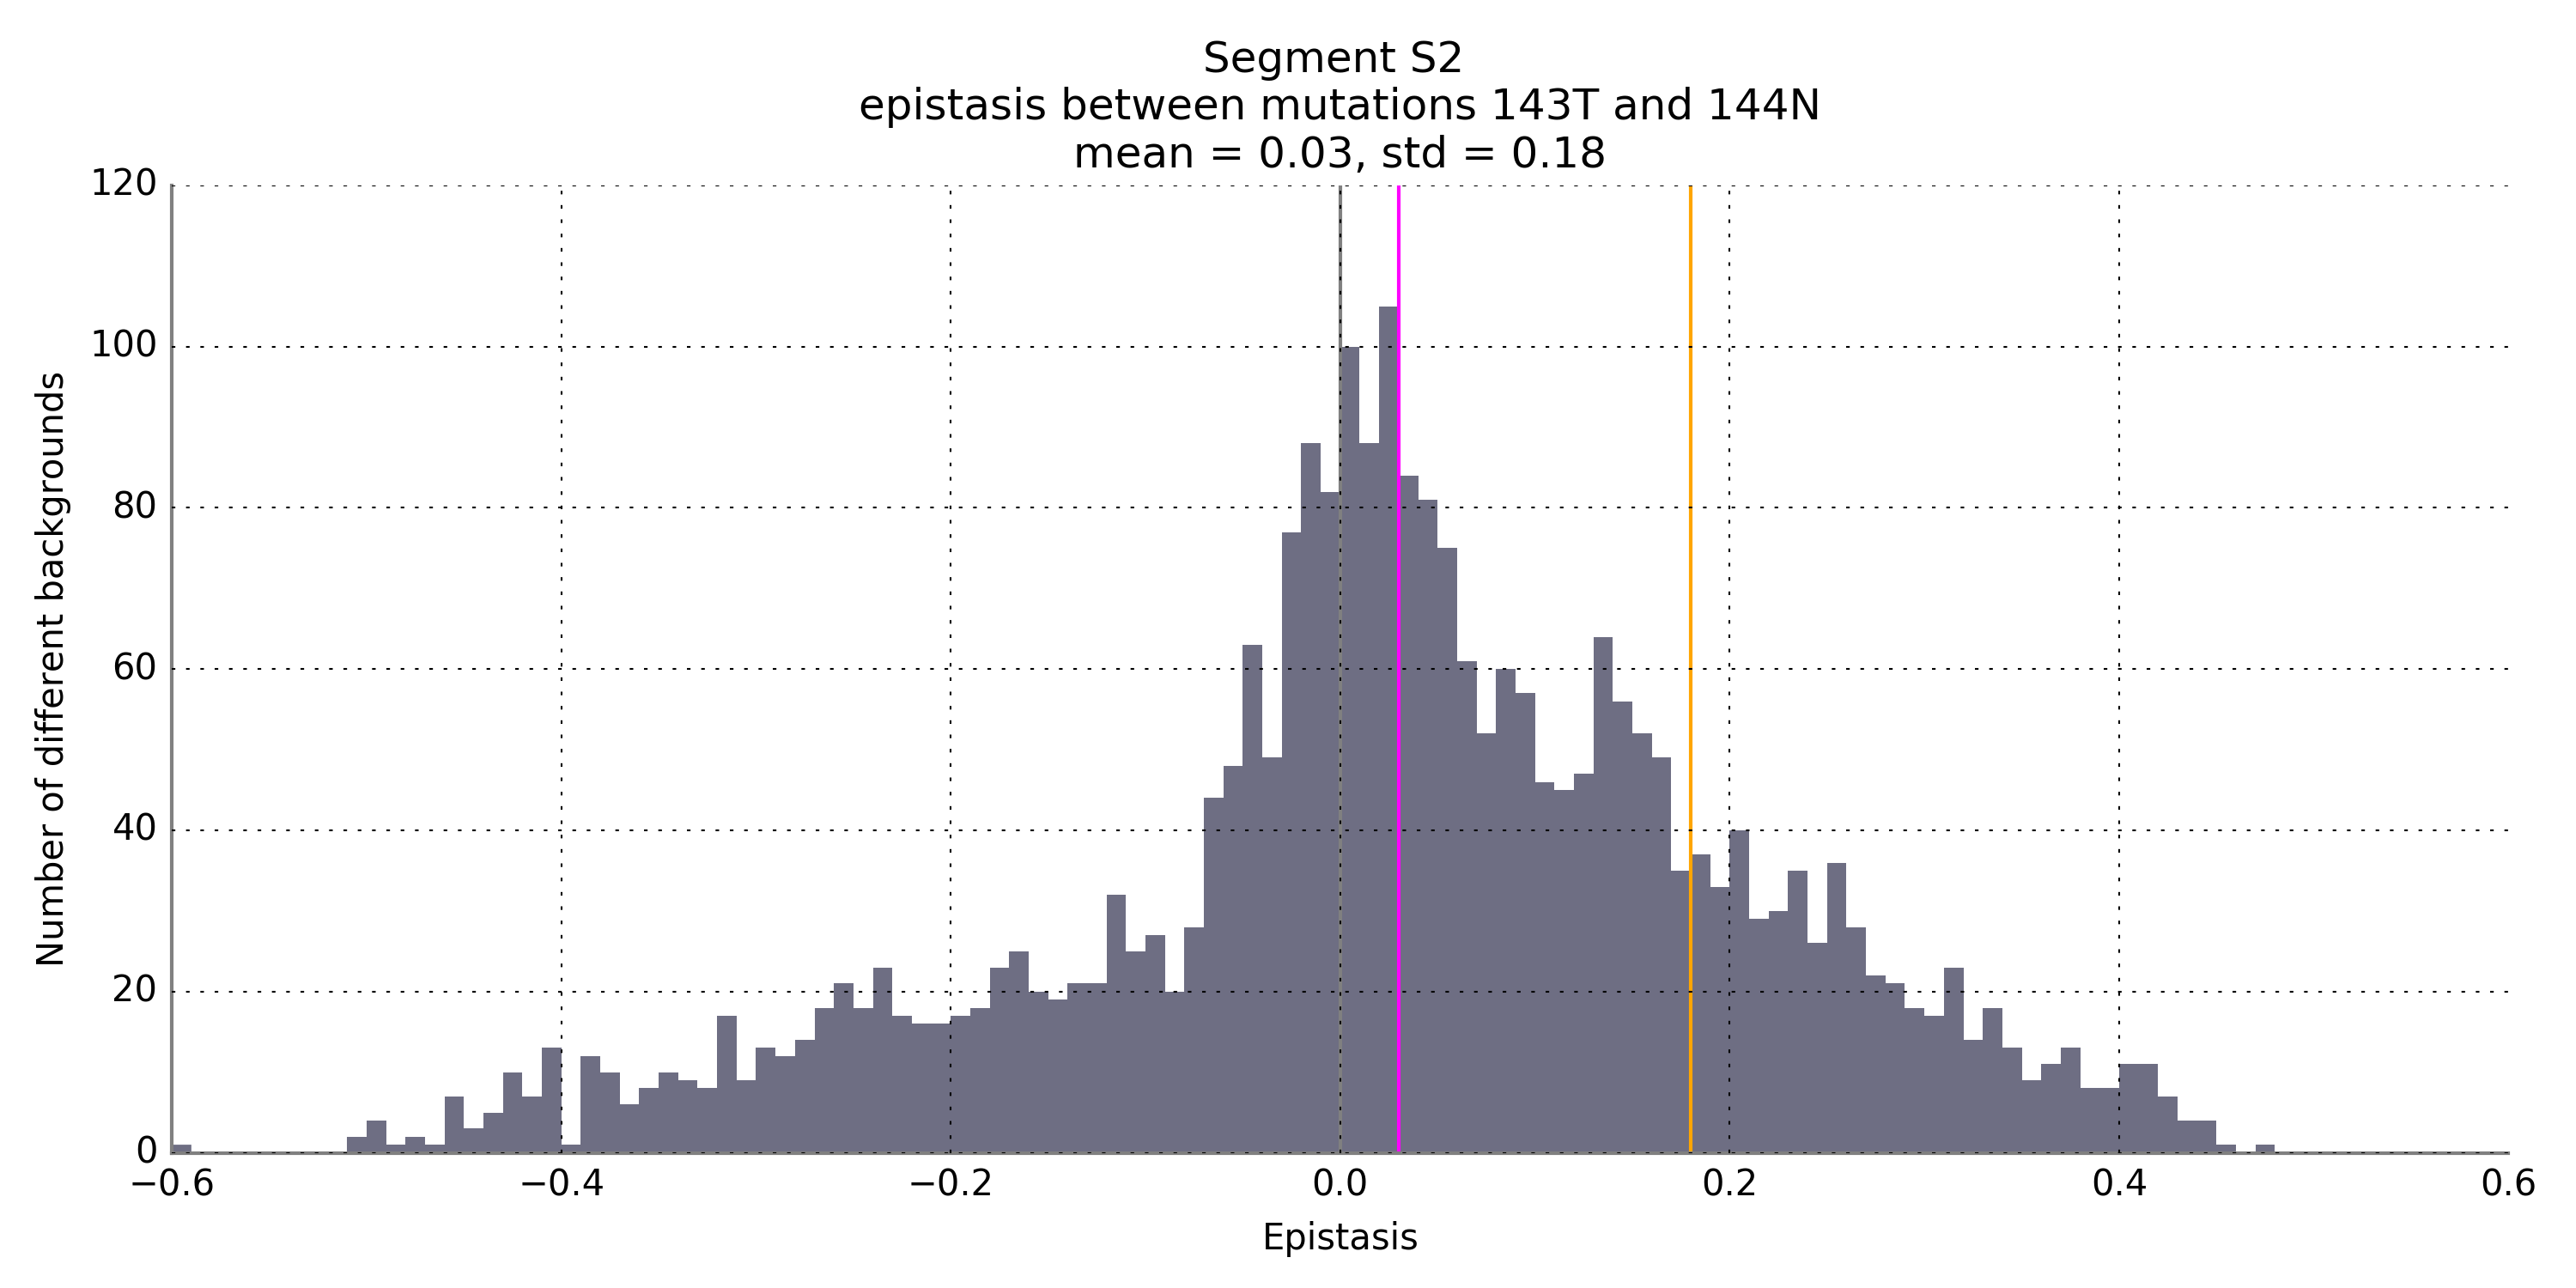 Segment S2
epistasis between mutations 143T and 144N
mean = 0.03, std = 0.18
120
100
80
60
40
20
0
Number of different backgrounds
−0.6 −0.4 −0.2 0.0 0.2 0.4 0.6
Epistasis